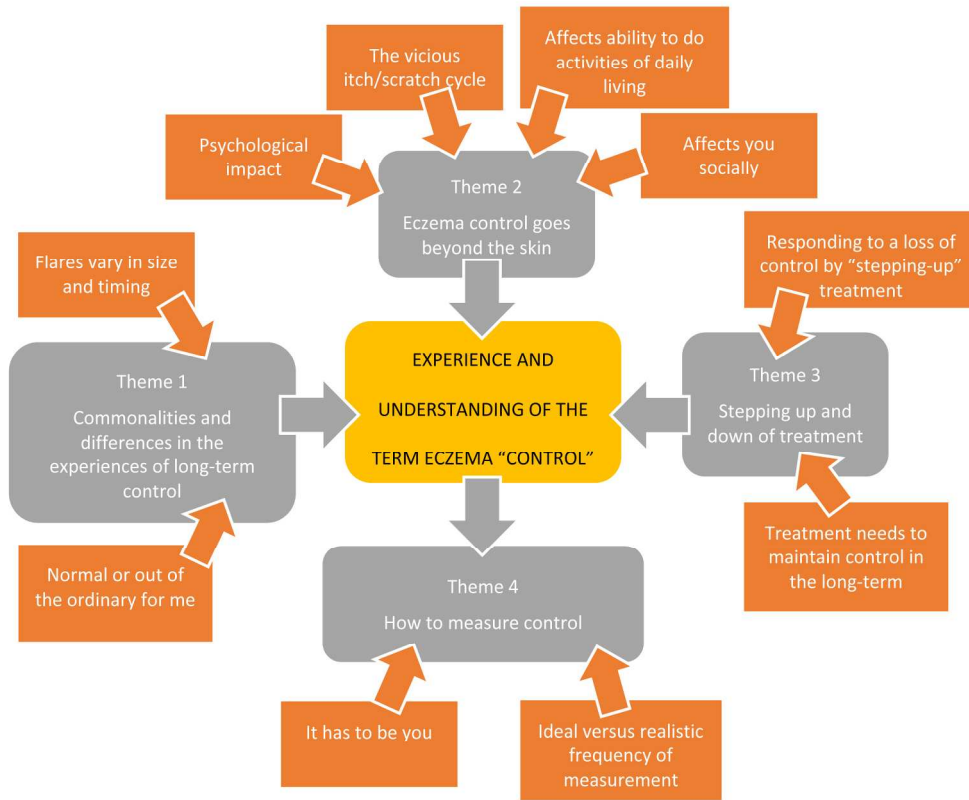 The vicious
itch/scratch cycle
Affects ability to do
activities of daily
living
Psychological
impact
Affects you
socially
Theme 2
Eczema control goes
beyond the skin
Flares vary in size
and timing
Responding to a loss of
control by “stepping-up”
treatment
Theme 1
Commonalities and
differences in the
experiences of long-term
control
EXPERIENCE AND
UNDERSTANDING OF THE
TERM ECZEMA “CONTROL”
Theme 3
Stepping up and
down of treatment
Normal or out of
the ordinary for me
Treatment needs to
maintain control in
the long-term
Theme 4
How to measure control
It has to be you
Ideal versus realistic
frequency of
measurement